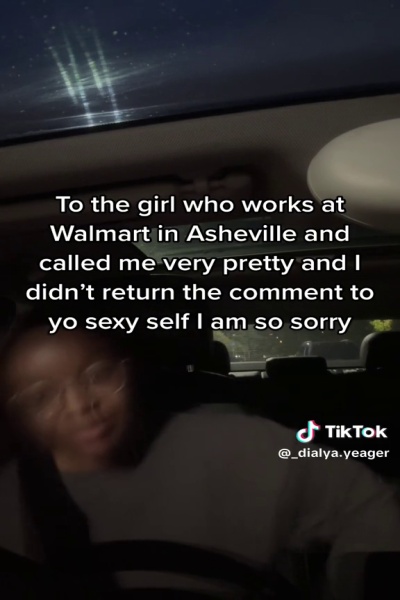 To the girl who works at
Walmart in Asheville and
called me very pretty and I
didn't return the comment to
yo sexy self I am so sorry
TikTok
@_dialya.yeager